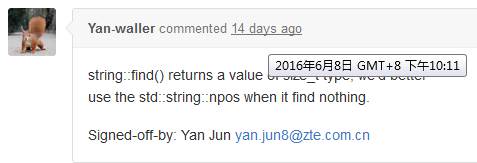 Yan-waller commented 14 days ago
2016年6月8日 GMT+8 下午10:11
string::find() returns a value of size_t type, we'd better
use the std::string::npos when it find nothing.
Signed-off-by: Yan Jun yan.jun8@zte.com.cn